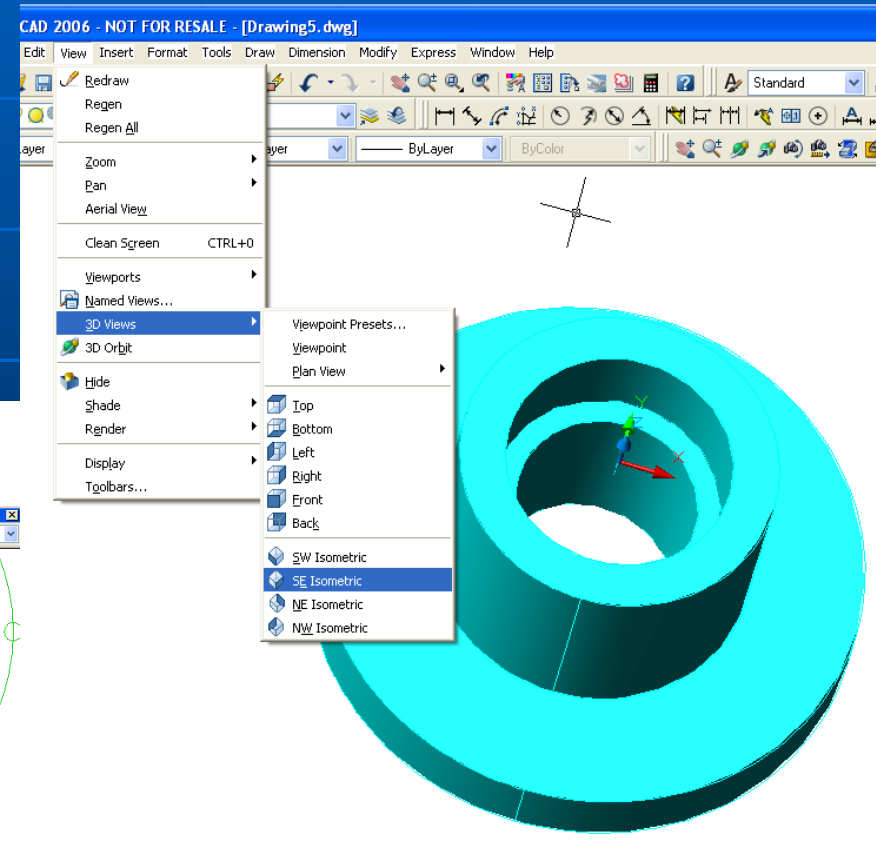 CAD 2006 - NOT FOR RESALE - [Drawing5.dwg]
Edit View Insert Format Tools Draw Dimension Modify Express Window Help
Redraw
Regen
Regen All
Zoom
Pan
Aerial View
Clean Screen CTRL+0
Viewports
Named Views...
3D Views
3D Orbit
Hide
Shade
Render
Display
Toolbars...
Viewpoint Presets...
Viewpoint
Plan View
Top
Bottom
Left
Right
Front
Back
SW Isometric
SE Isometric
NE Isometric
NW Isometric
Standard
ayer
ayer
ByLayer
ByColor
Y
Z
X